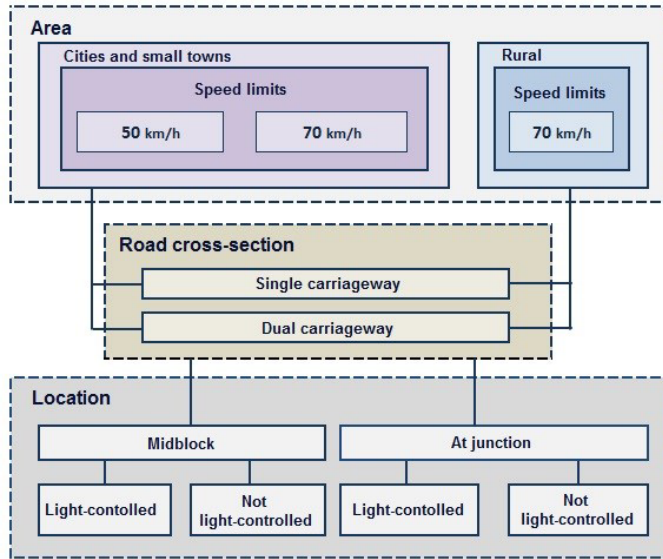 Area
Cities and small towns
Speed limits
50 km/h
70 km/h
Rural
Speed limits
70 km/h
Road cross-section
Single carriageway
Dual carriageway
Location
Midblock
At junction
Light-contolled
Not
light-controlled
Light-contolled
Not
light-controlled